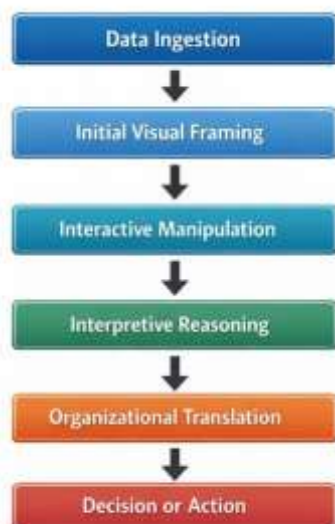 Data Ingestion
Initial Visual Framing
Interactive Manipulation
Interpretive Reasoning
Organizational Translation
Decision or Action